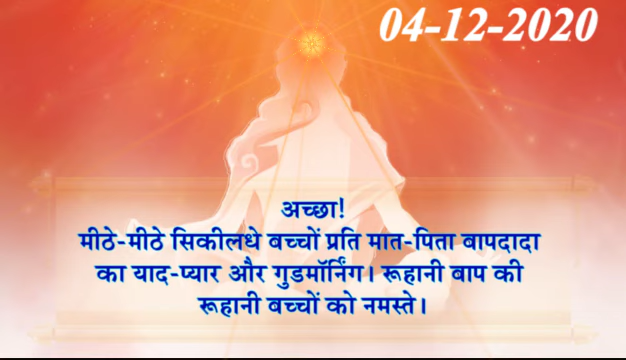 04-12-2020
अच्छा!
मीठे-मीठे सिकीलधे बच्चों प्रति मात-पिता बापदादा
का याद-प्यार और गुडमॉर्निंग। रूहानी बाप की
रूहानी बच्चों को नमस्ते।